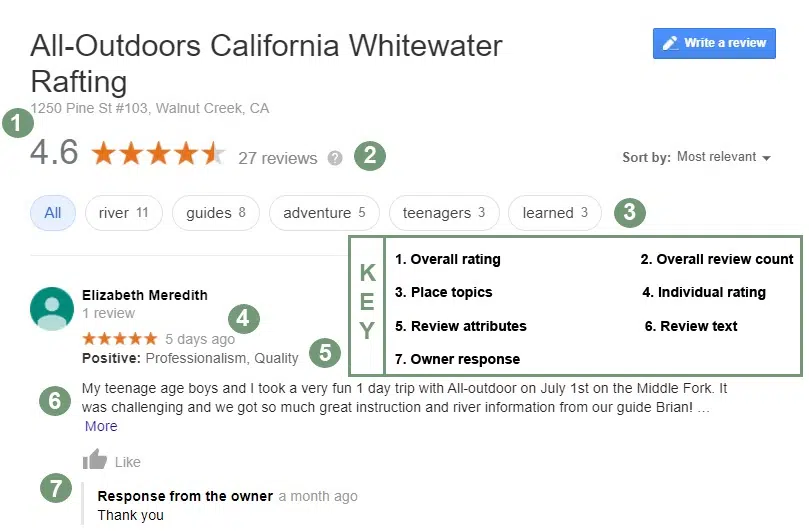 All-Outdoors California Whitewater
Rafting
Write a review
1250 Pine St #103, Walnut Creek, CA
1
4.6 27 reviews ? 2
Sort by: Most relevant
All river 11 guides 8 adventure 5 teenagers 3 learned 3 3
KEY
1. Overall rating 2. Overall review count
3. Place topics 4. Individual rating
5. Review attributes 6. Review text
7. Owner response
Elizabeth Meredith
1 review
4
5 days ago
Positive: Professionalism, Quality 5
My teenage age boys and I took a very fun 1 day trip with All-outdoor on July 1st on the Middle Fork. It
6 was challenging and we got so much great instruction and river information from our guide Brian! …
More
Like
7
Response from the owner a month ago
Thank you